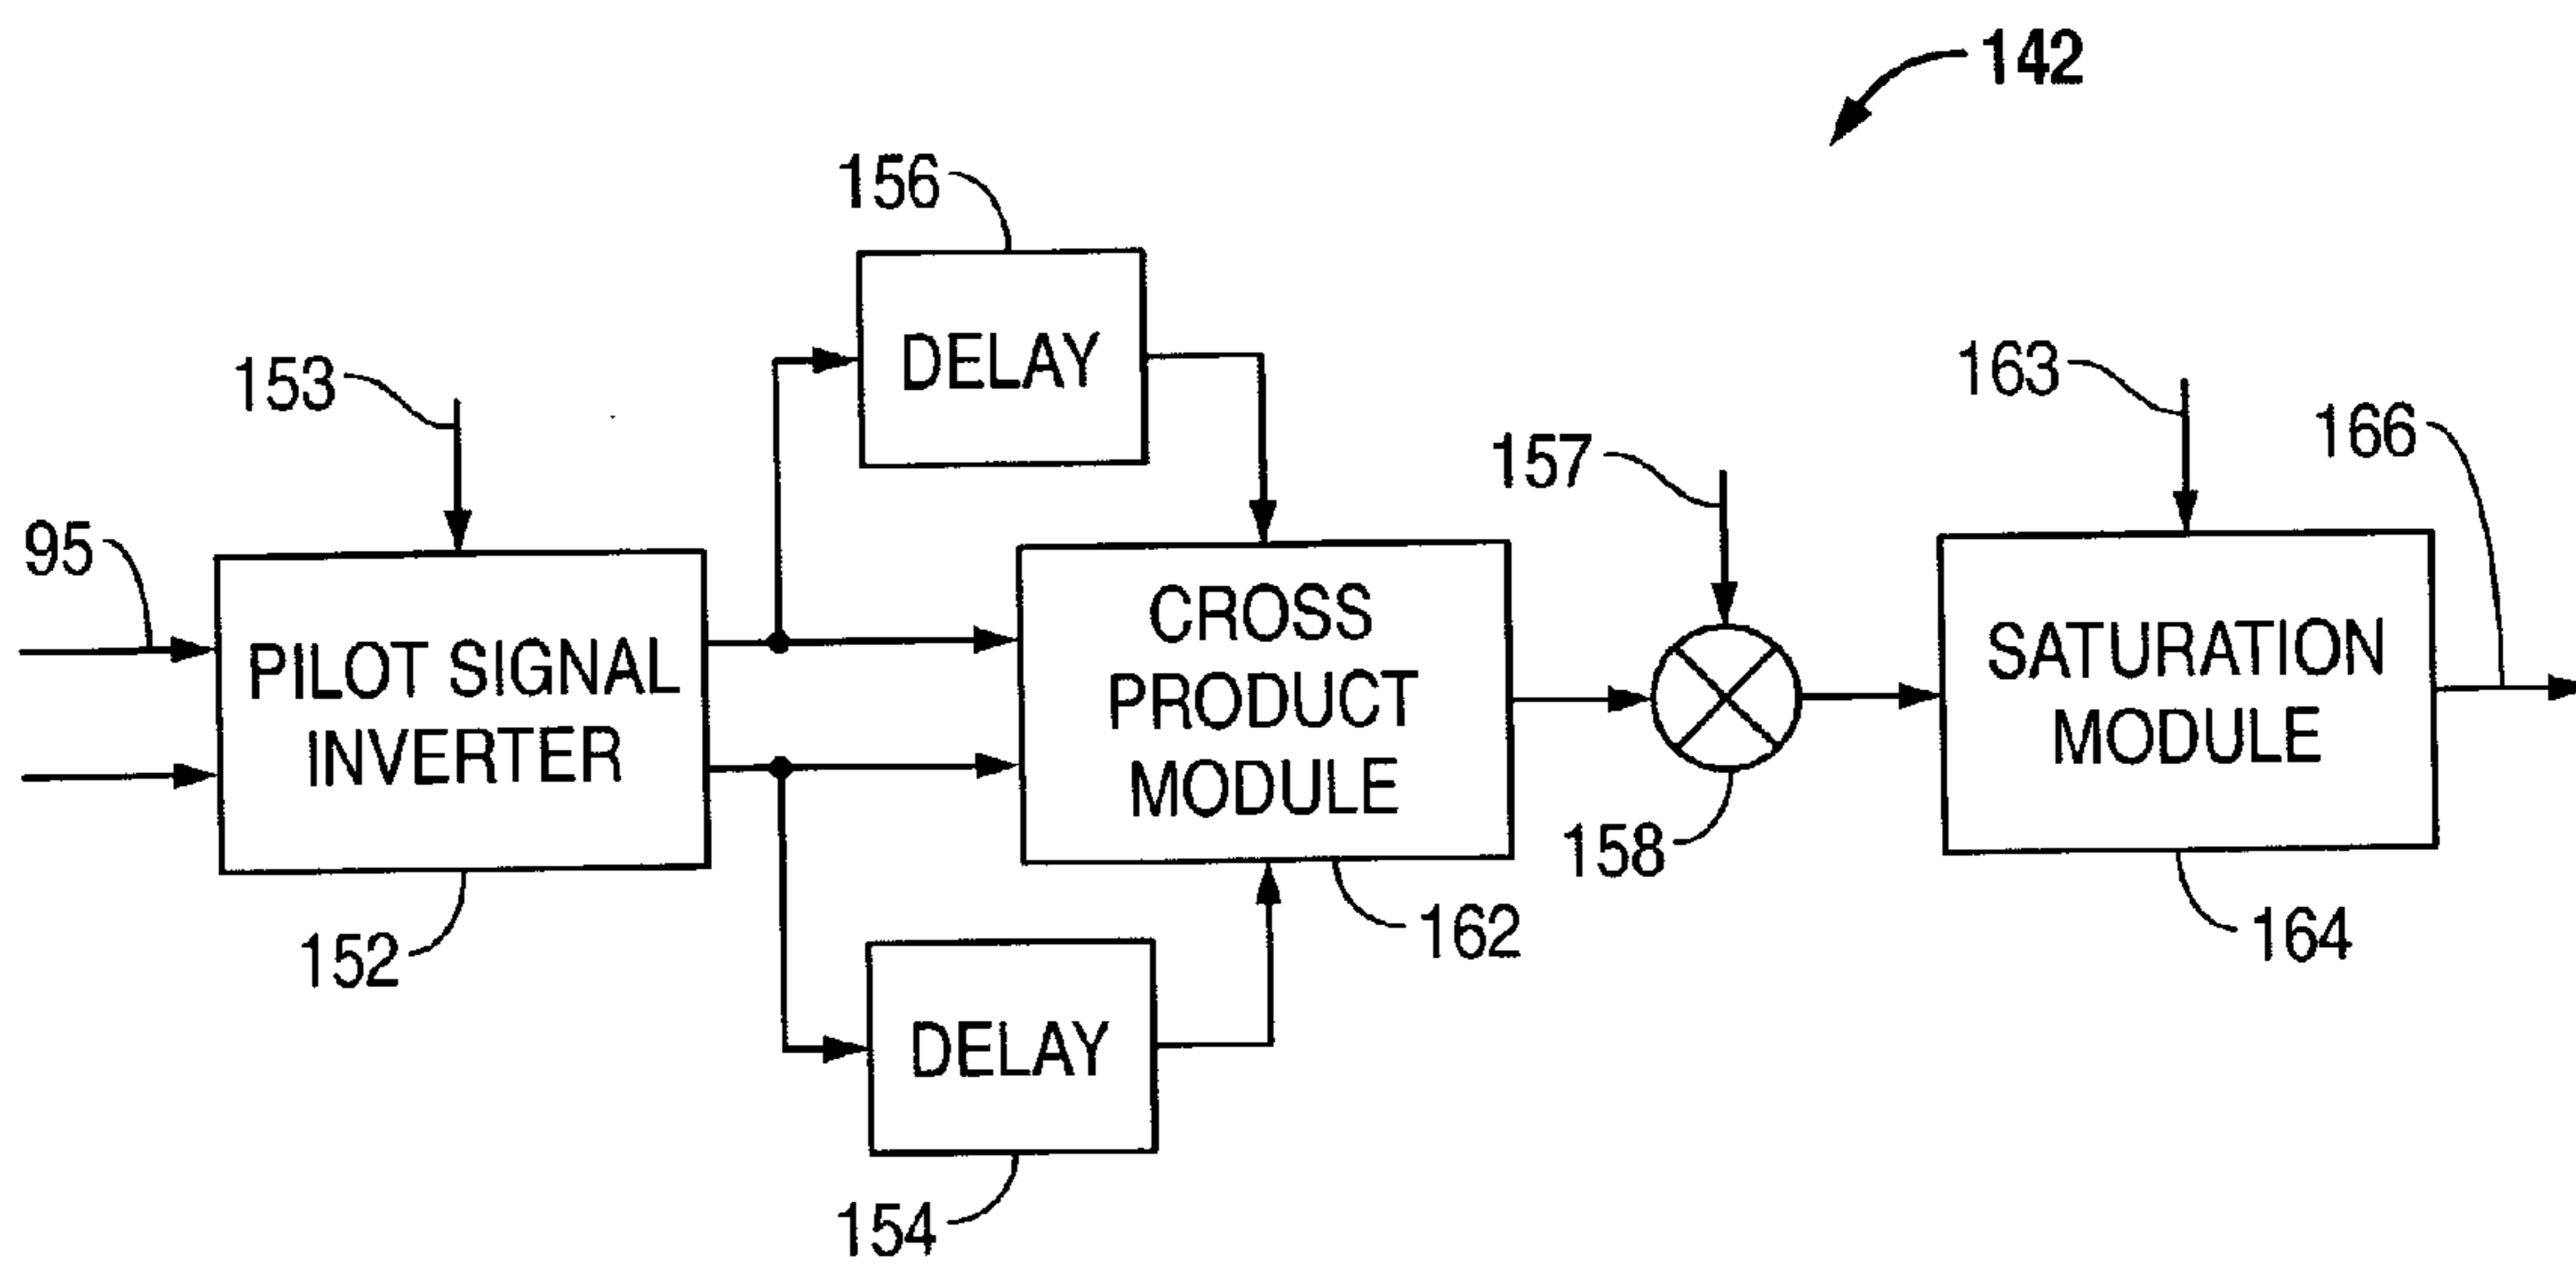 142
156
DELAY
153
163
166
157
95
PILOT SIGNAL
INVERTER
CROSS
PRODUCT
MODULE
SATURATION
MODULE
158
152
162
164
DELAY
154